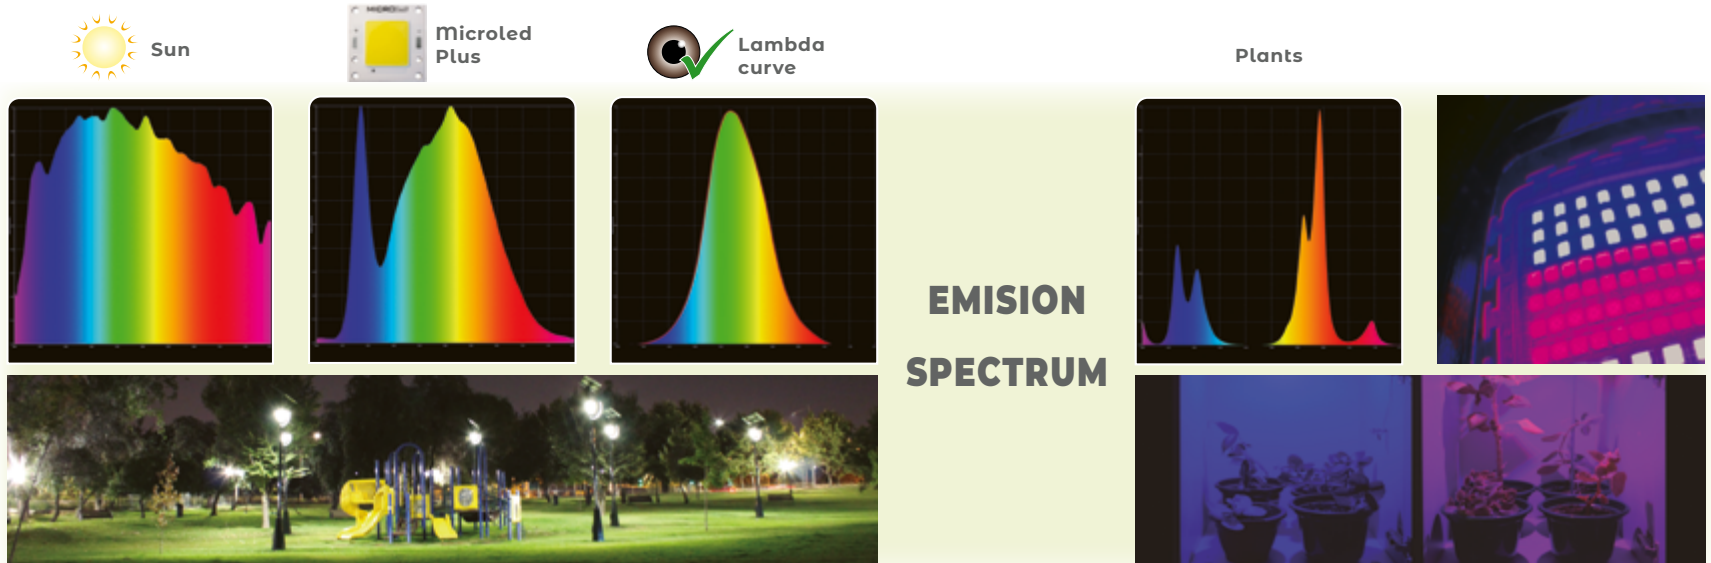 Sun
Microled
Plus
Lambda
curve
Plants
EMISION
SPECTRUM